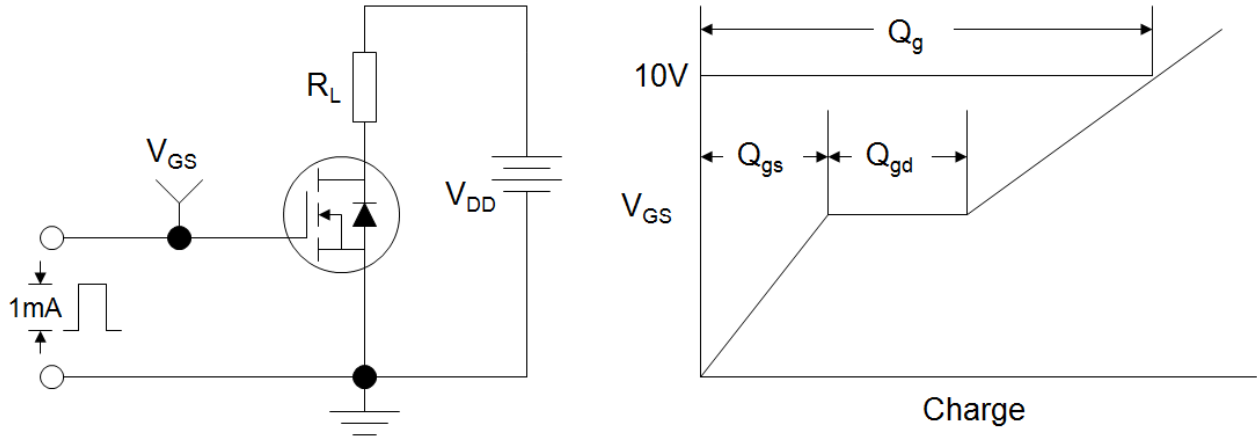 R_L
V_GS
V_DD
1mA
Q_g
10V
Q_gs
Q_gd
V_GS
Charge